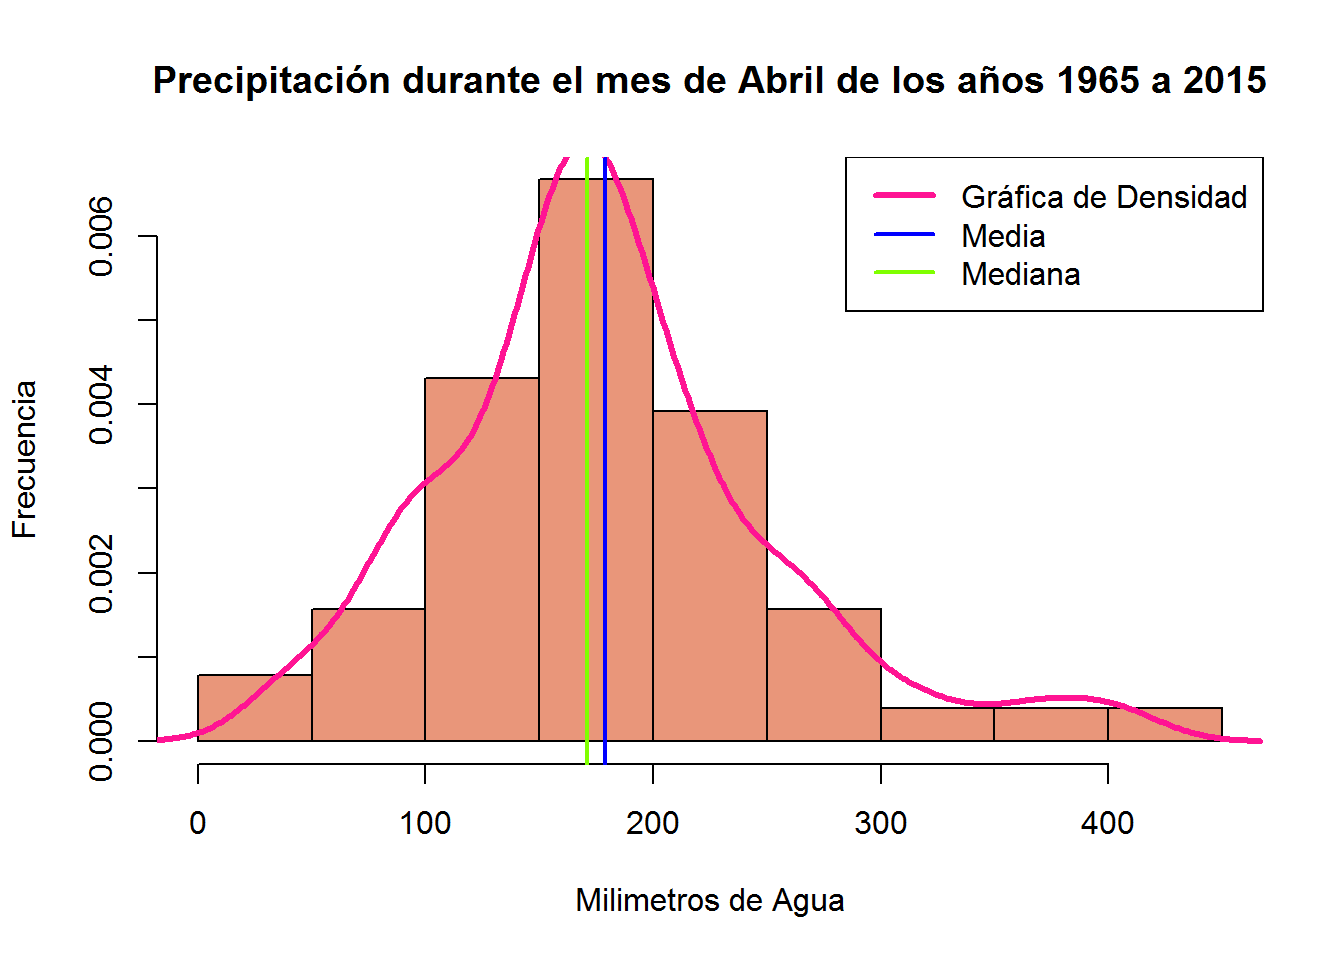 Precipitación durante el mes de Abril de los años 1965 a 2015
Gráfica de Densidad
Media
Mediana
Frecuencia
0.006
0.004
0.002
0.000
0 100 200 300 400
Milimetros de Agua